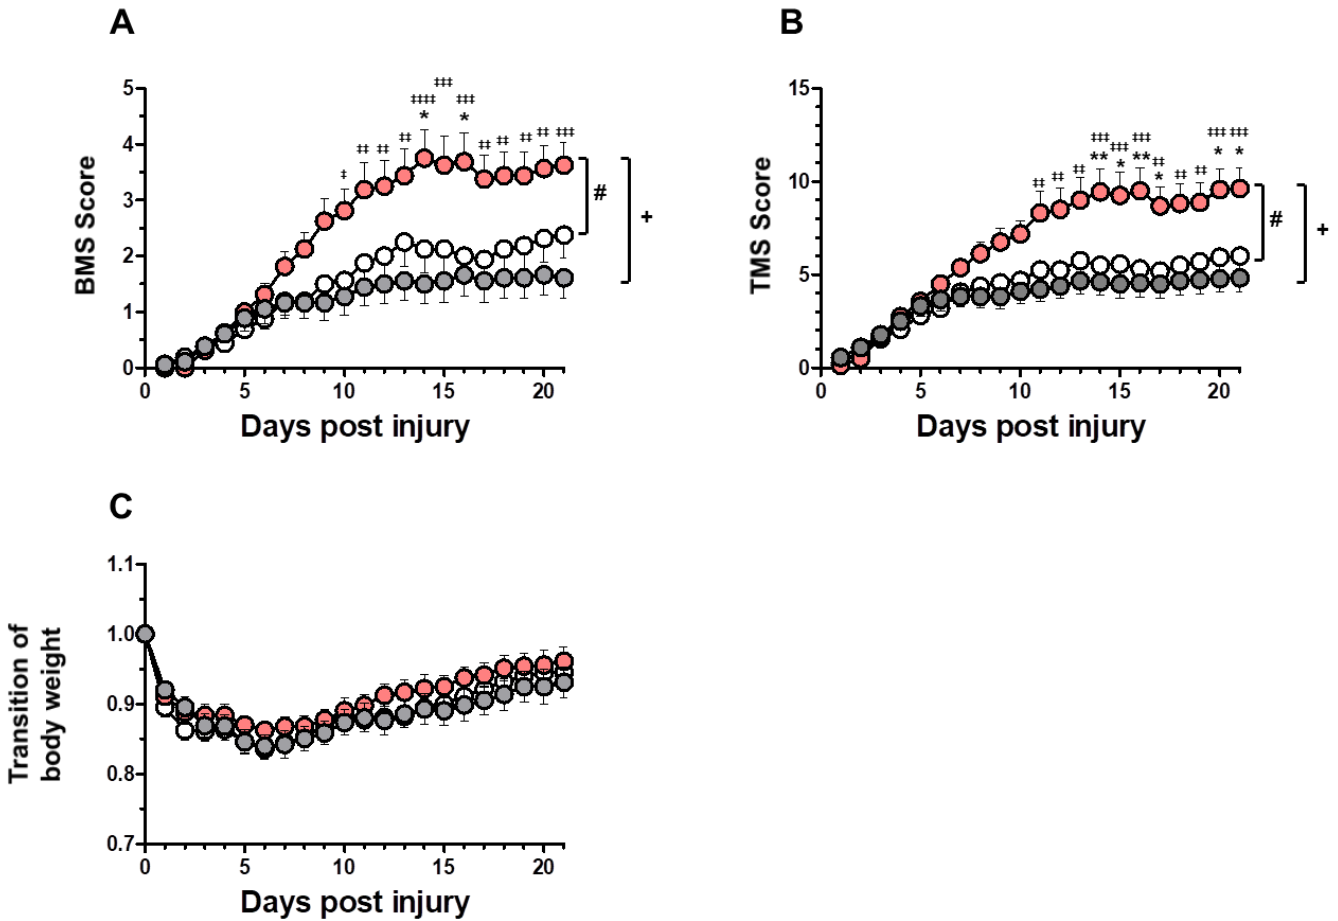 A
B
‡‡‡
‡‡‡‡ ‡‡‡
* *
‡ ‡‡ ‡‡ ‡‡ ‡‡ ‡‡ ‡‡ ‡‡ ‡‡‡
5
4
3
2
1
0
BMS Score
# +
0 5 10 15 20
Days post injury
‡‡‡ ‡‡‡ ‡‡‡ ‡‡‡ ‡‡‡
** * ** * *
‡‡ ‡‡ ‡‡ ‡‡ ‡‡ ‡‡
*
15
10
5
0
TMS Score
# +
0 5 10 15 20
Days post injury
C
1.1
1.0
0.9
0.8
0.7
Transition of
body weight
0 5 10 15 20
Days post injury